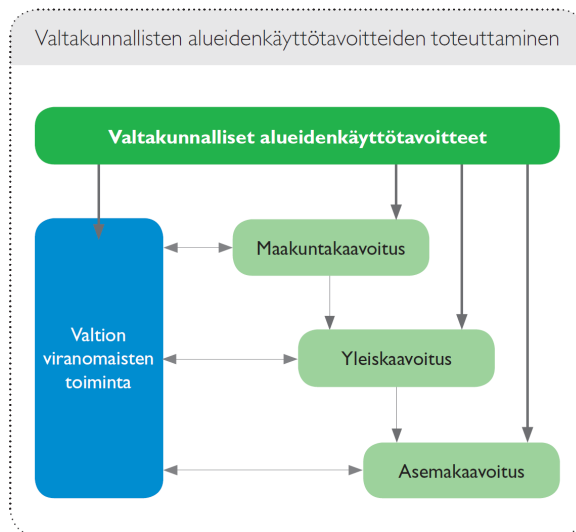 Valtakunnallisten alueidenkäyttötavoitteiden toteuttaminen
Valtakunnalliset alueidenkäyttötavoitteet
Maakuntakaavoitus
Valtion
viranomaisten
toiminta
Yleiskaavoitus
Asemakaavoitus